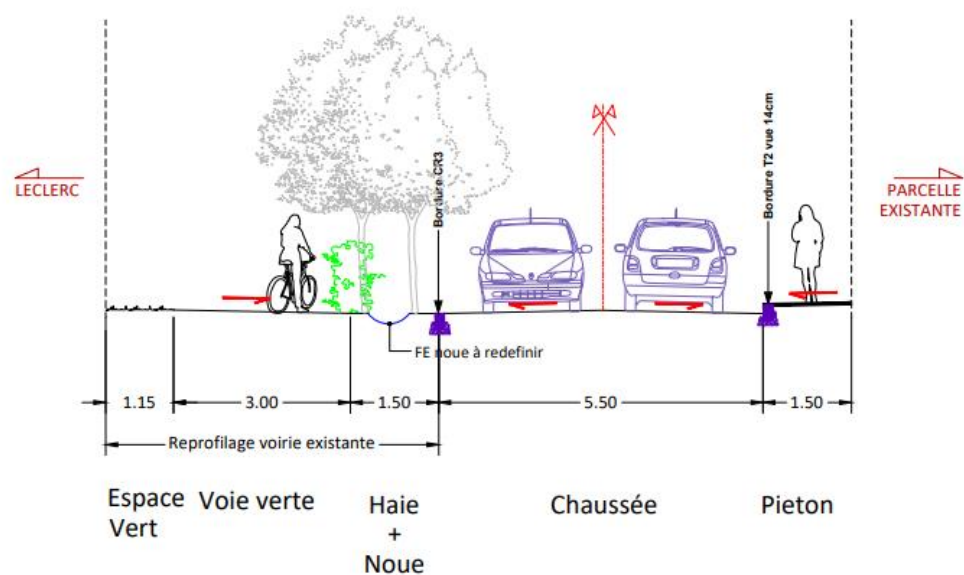 Bordure CR3
Bordure T2 vue 14cm
LECLERC
PARCELLE
EXISTANTE
FE noue à redefinir
1.15
3.00
1.50
5.50
1.50
Reprofilage voirie existante
Espace
Vert
Voie verte
Haie
+
Noue
Chaussée
Pieton